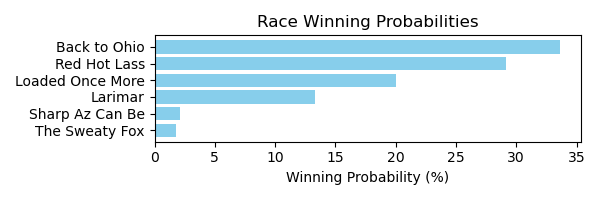 Race Winning Probabilities
Back to Ohio
Red Hot Lass
Loaded Once More
Larimar
Sharp Az Can Be
The Sweaty Fox
0 5 10 15 20 25 30 35
Winning Probability (%)